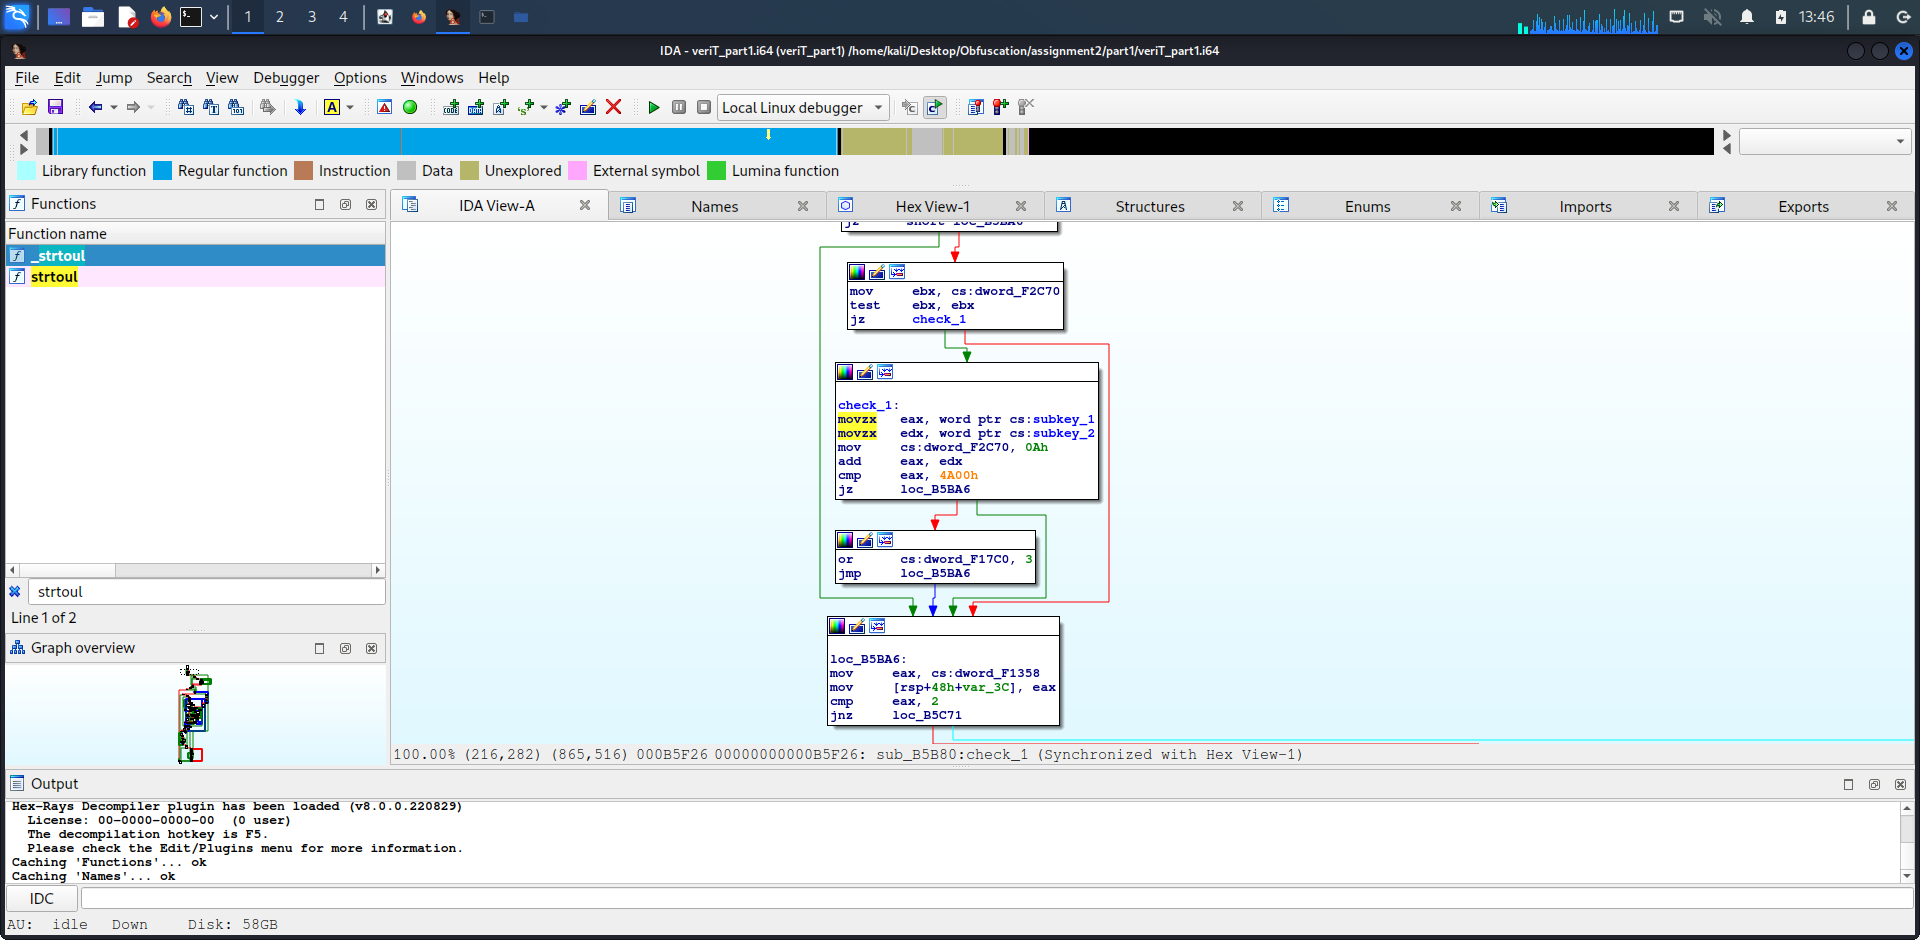 1 2 3 4 13:46
IDA - veriT_part1.i64 (veriT_part1) /home/kali/Desktop/Obfuscation/assignment2/part1/veriT_part1.i64
File Edit Jump Search View Debugger Options Windows Help
Local Linux debugger
Library function Regular function Instruction Data Unexplored External symbol Lumina function
Functions
IDA View-A Names Hex View-1 Structures Enums Imports Exports
Function name
_strtoul
strtoul
strtoul
Line 1 of 2
Graph overview
jz short loc_B5BA6
mov ebx, cs:dword_F2C70
test ebx, ebx
jz check_1
check_1:
movzx eax, word ptr cs:subkey_1
movzx edx, word ptr cs:subkey_2
mov cs:dword_F2C70, 0Ah
add eax, edx
cmp eax, 4A00h
jz loc_B5BA6
or cs:dword_F17C0, 3
jmp loc_B5BA6
loc_B5BA6:
mov eax, cs:dword_F1358
mov [rsp+48h+var_3C], eax
cmp eax, 2
jnz loc_B5C71
100.00% (216,282) (865,516) 000B5F26 00000000000B5F26: sub_B5B80:check_1 (Synchronized with Hex View-1)
Output
Hex-Rays Decompiler plugin has been loaded (v8.0.0.220829)
License: 00-0000-0000-00 (0 user)
The decompilation hotkey is F5.
Please check the Edit/Plugins menu for more information.
Caching 'Functions'... ok
Caching 'Names'... ok
IDC
AU: idle Down Disk: 58GB